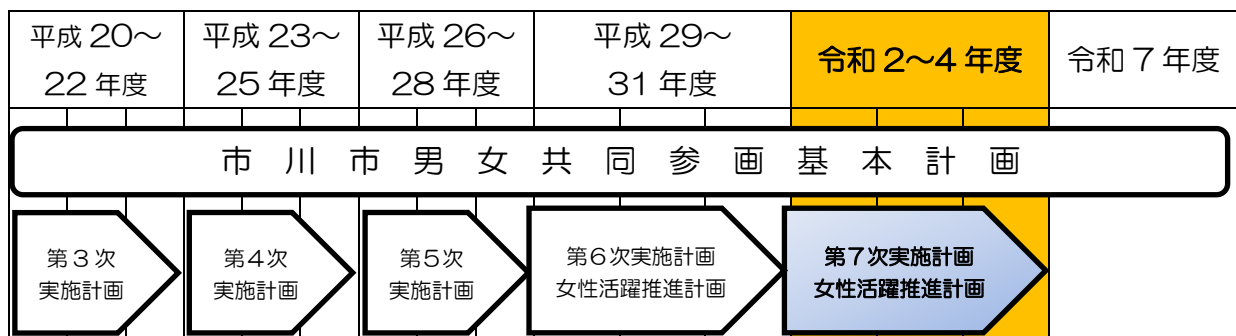 平成 20～
22 年度
平成 23～
25 年度
平成 26～
28 年度
平成 29～
31 年度
令和 2～4 年度
令和 7 年度
市川市男女共同参画基本計画
第３次
実施計画
第４次
実施計画
第５次
実施計画
第６次実施計画
女性活躍推進計画
第７次実施計画
女性活躍推進計画